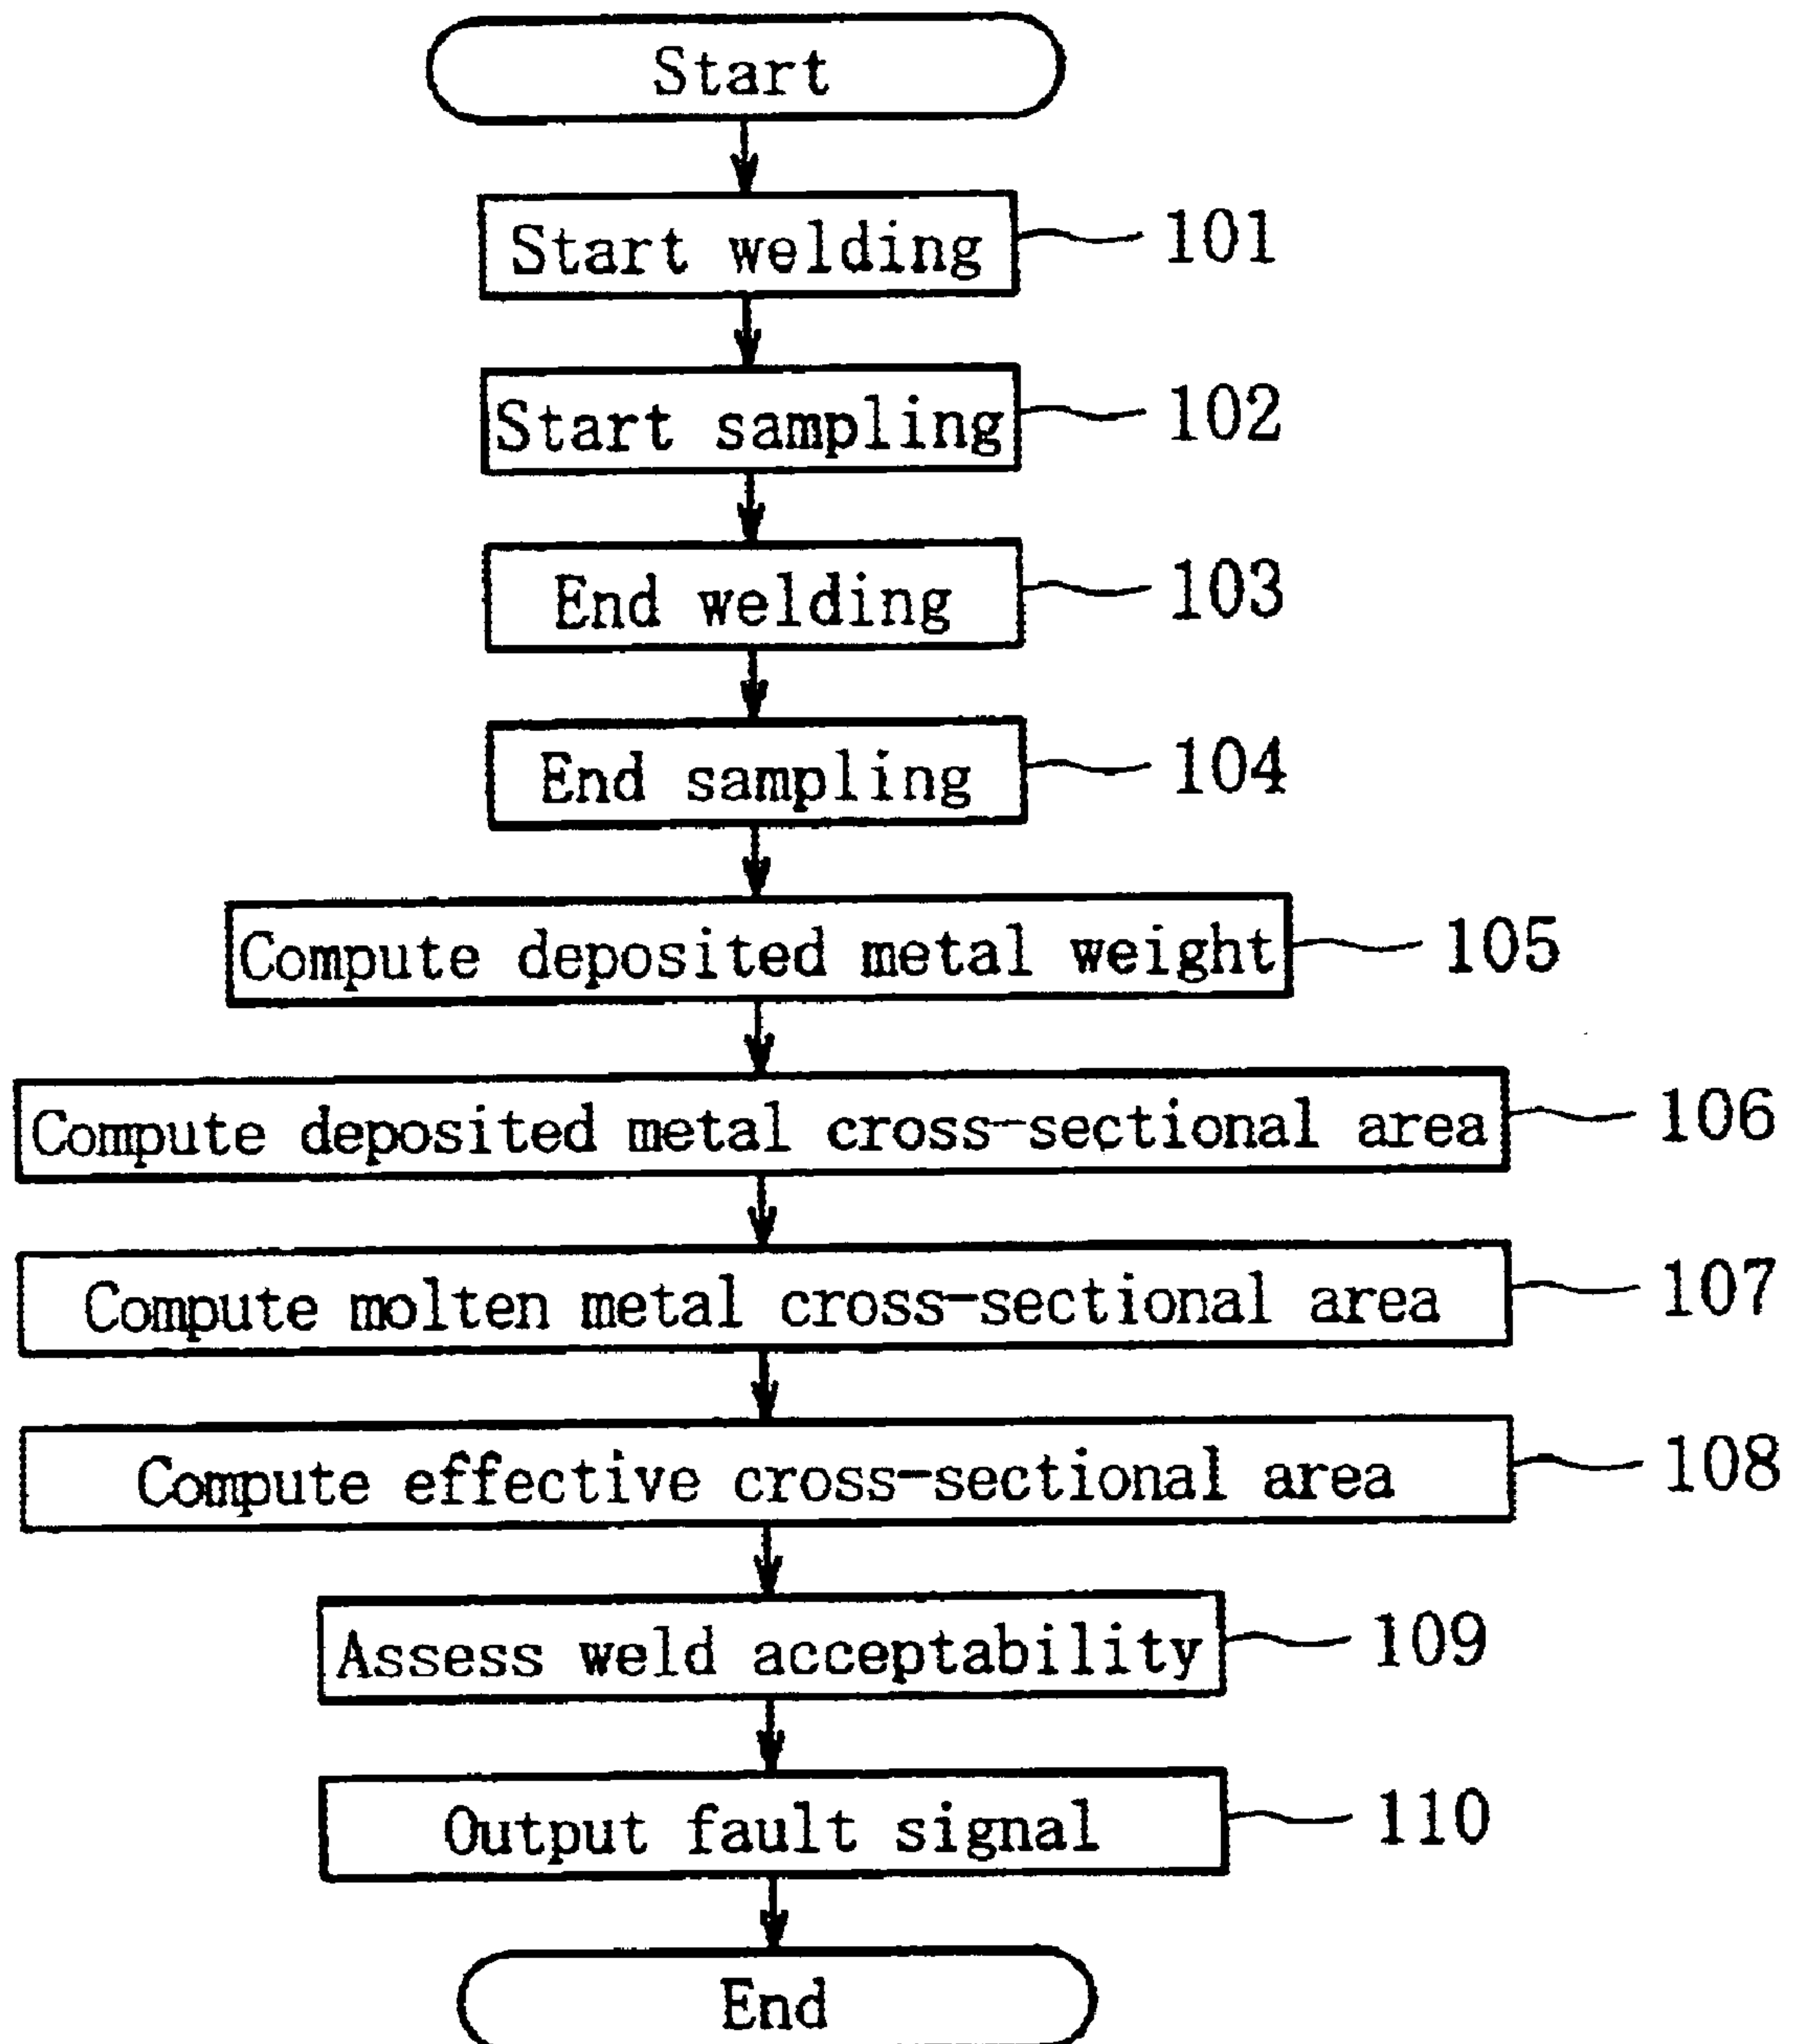 Start
Start welding 101
Start sampling 102
End welding 103
End sampling 104
Compute deposited metal weight 105
Compute deposited metal cross-sectional area 106
Compute molten metal cross-sectional area 107
Compute effective cross-sectional area 108
Assess weld acceptability 109
Output fault signal 110
End